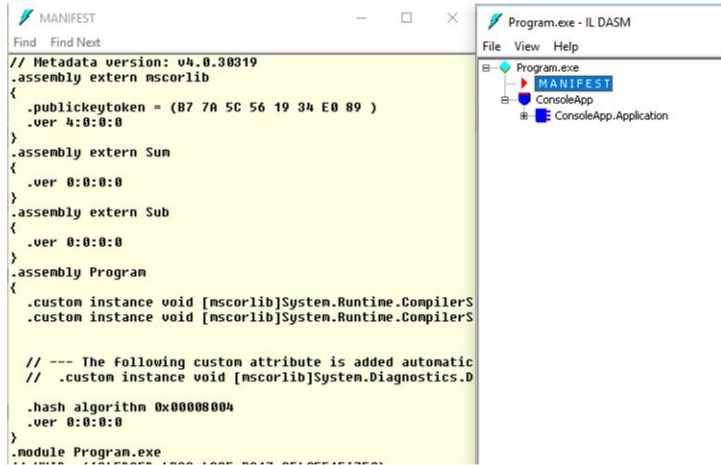 MANIFEST
Find Find Next
// Metadata version: v4.0.30319
.assembly extern mscorlib
{
.publickeytoken = (B7 7A 5C 56 19 34 E0 89 )
.ver 4:0:0:0
}
.assembly extern Sum
{
.ver 0:0:0:0
}
.assembly extern Sub
{
.ver 0:0:0:0
}
.assembly Program
{
.custom instance void [mscorlib]System.Runtime.CompilerS
.custom instance void [mscorlib]System.Runtime.CompilerS
// --- The following custom attribute is added automatic
// .custom instance void [mscorlib]System.Diagnostics.D
.hash algorithm 0x00008004
.ver 0:0:0:0
}
.module Program.exe
Program.exe - IL DASM
File View Help
Program.exe
MANIFEST
ConsoleApp
ConsoleApp.Application